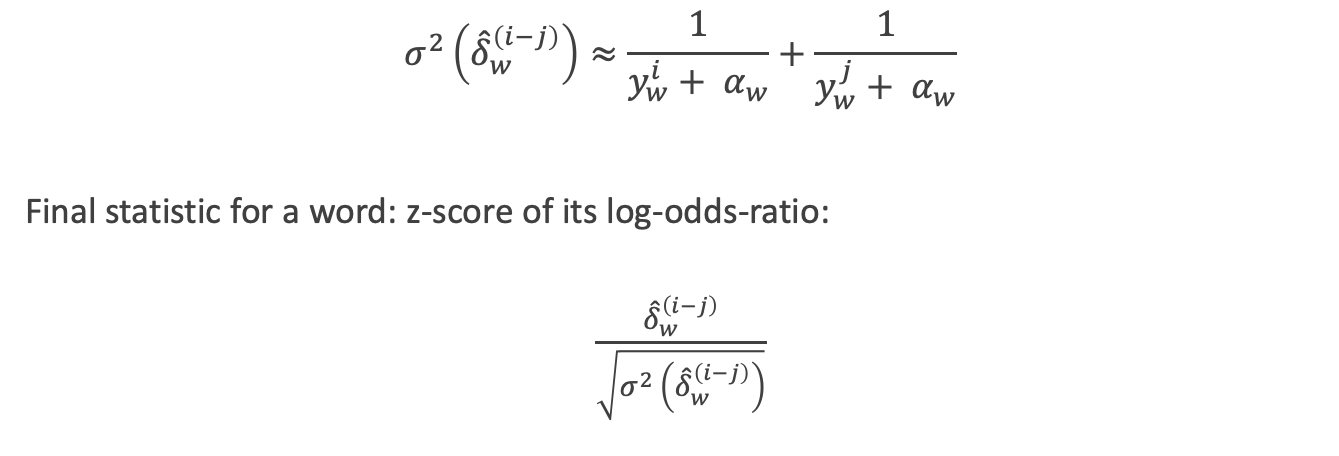 σ² (δ̂_w^(i−j)) ≈ 1/(y_w^i + α_w) + 1/(y_w^j + α_w)
Final statistic for a word: z-score of its log-odds-ratio:
δ̂_w^(i−j) / √(σ² (δ̂_w^(i−j)))